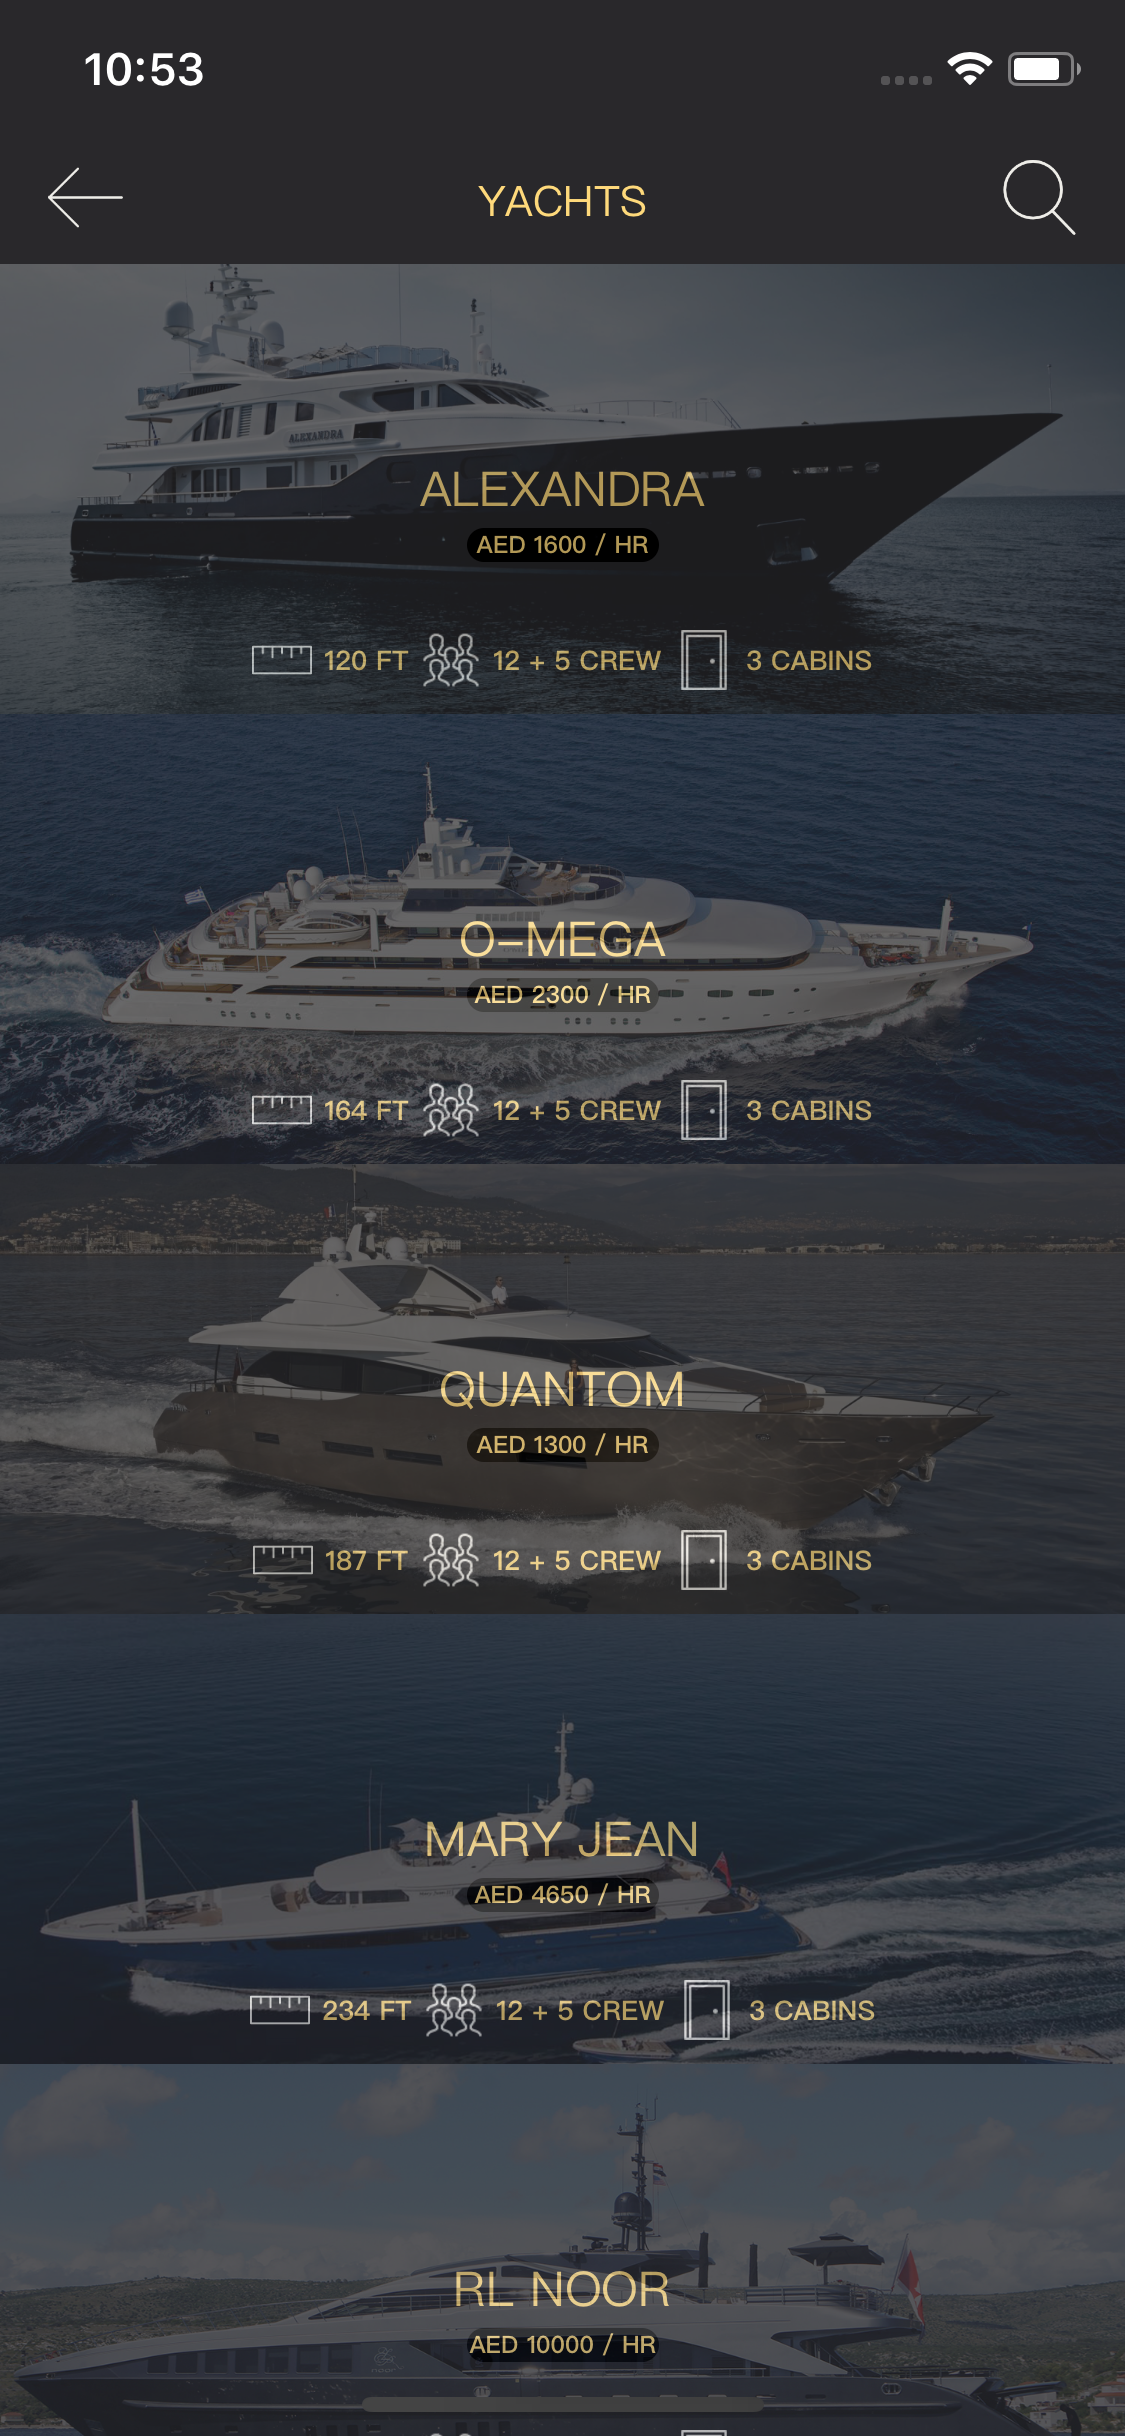 10:53
YACHTS
ALEXANDRA
ALEXANDRA
AED 1600 / HR
120 FT 12 + 5 CREW 3 CABINS
O-MEGA
AED 2300 / HR
164 FT 12 + 5 CREW 3 CABINS
QUANTOM
AED 1300 / HR
187 FT 12 + 5 CREW 3 CABINS
MARY JEAN
AED 4650 / HR
234 FT 12 + 5 CREW 3 CABINS
RL NOOR
AED 10000 / HR